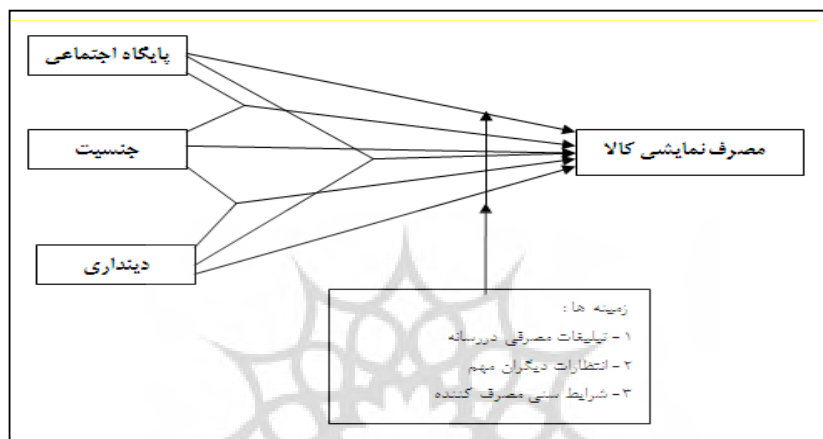 پایگاه اجتماعی
جنسیت
مصرف نمایشی کالا
دینداری
زمینه ها :
۱- تبلیغات مصرفی دررسانه
۲- انتظارات دیگران مهم
۳- شرایط سنی مصرف کننده